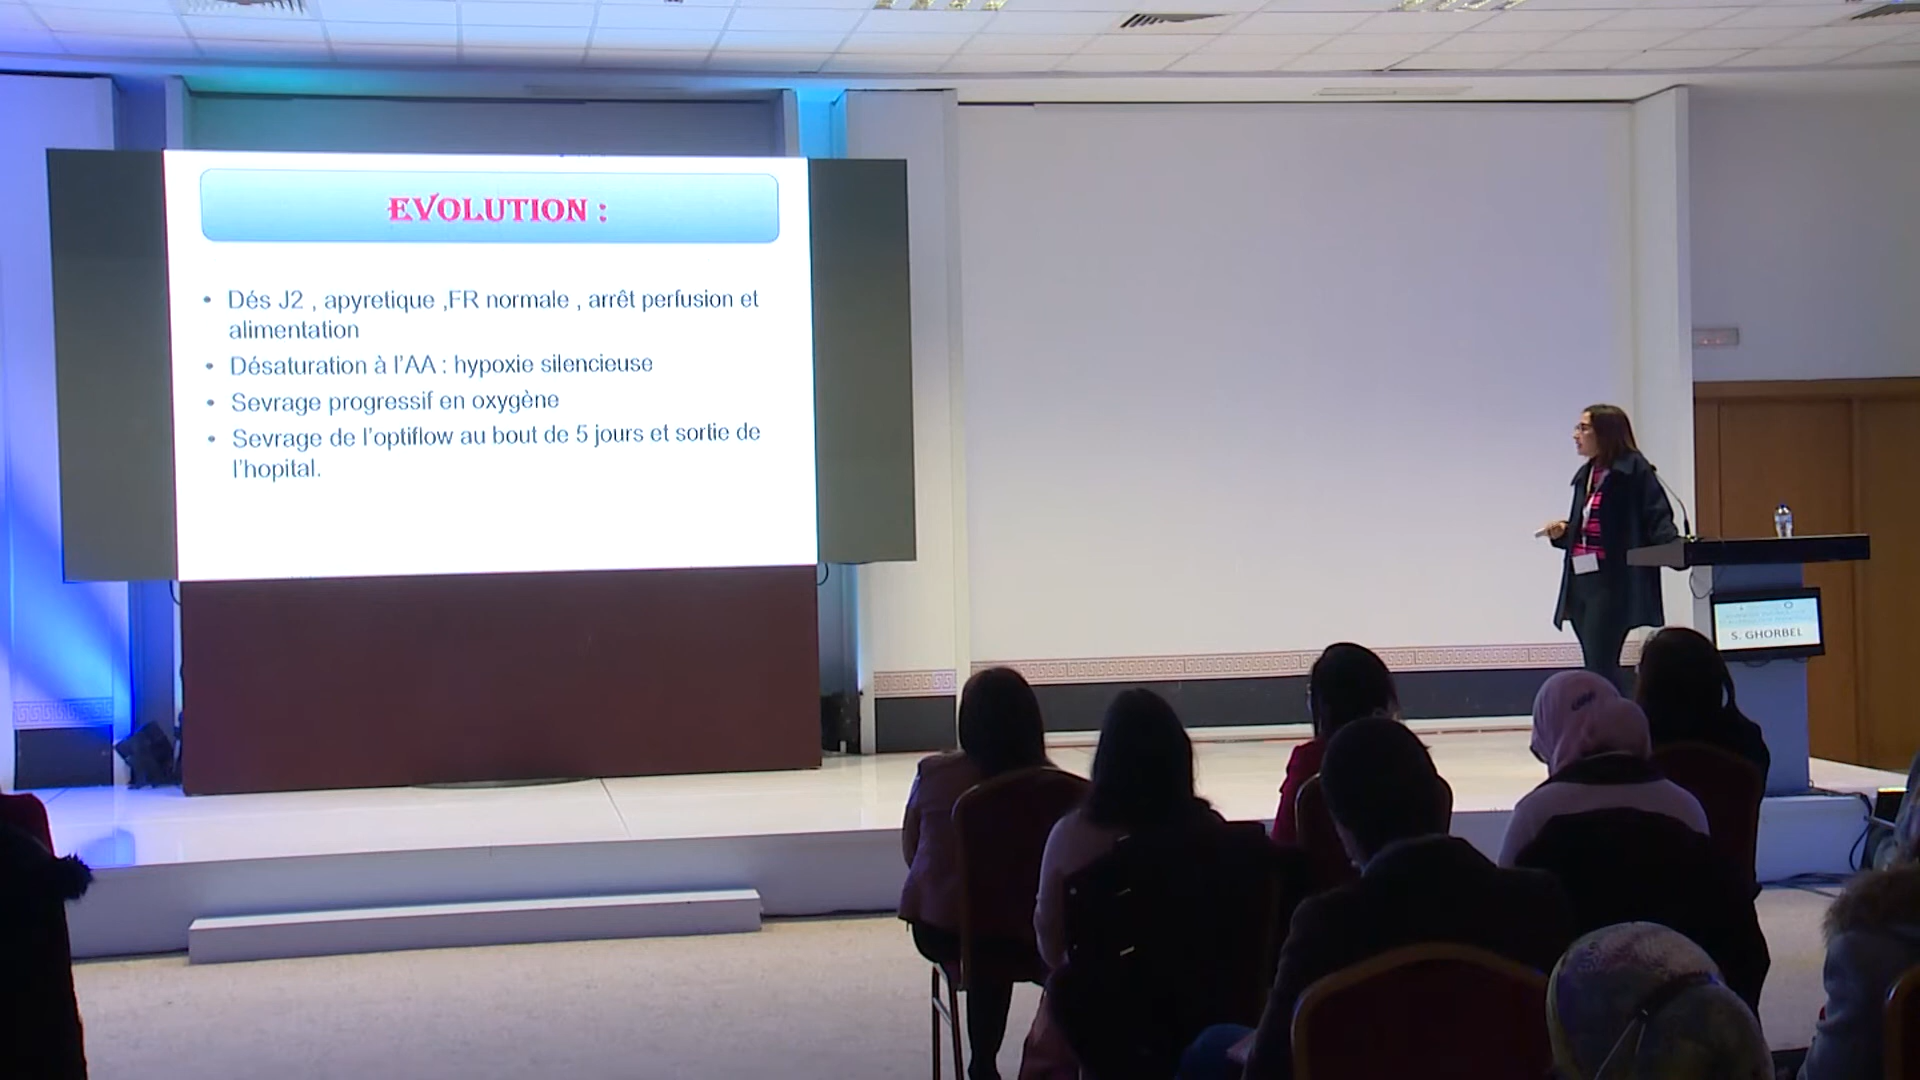 EVOLUTION :
• Dés J2 , apyretique ,FR normale , arrêt perfusion et
alimentation
• Désaturation à l'AA : hypoxie silencieuse
• Sevrage progressif en oxygène
• Sevrage de l'optiflow au bout de 5 jours et sortie de
l'hopital.
S. GHORBEL